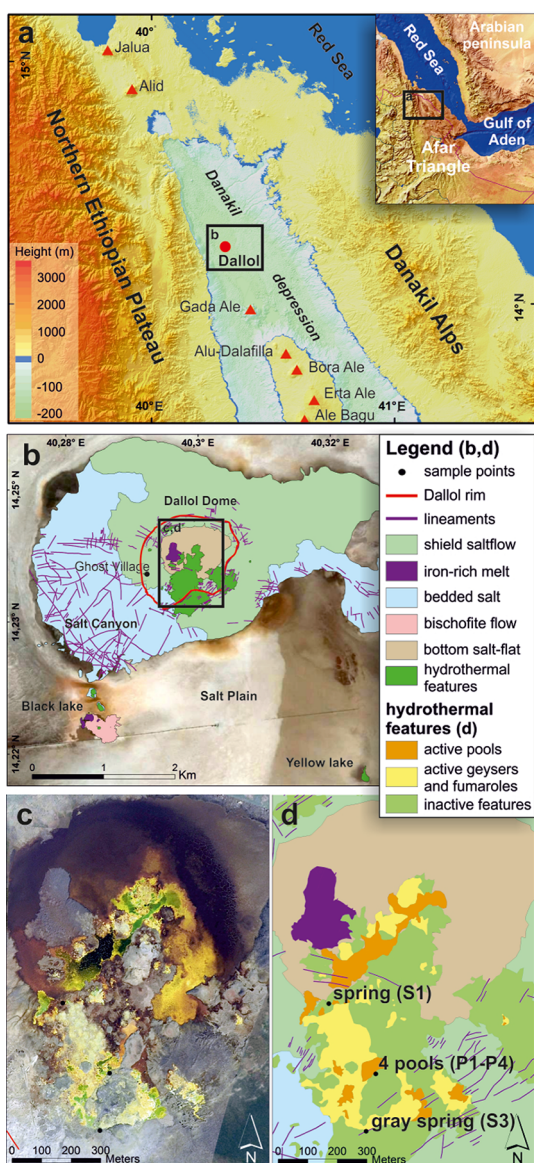 a
40°
Jalua
Alid
15°N
Red Sea
Arabian
peninsula
Red Sea
a
Gulf of
Aden
Afar
Triangle
Northern Ethiopian Plateau
Danakil
depression
Danakil Alps
b
Dallol
Height (m)
3000
2000
1000
0
-100
-200
Gada Ale
14°N
Alu-Dalafilla
Bora Ale
Erta Ale
Ale Bagu
40°E
41°E
b
40,28°E
40,3°E
40,32°E
14,25°N
14,23°N
14,22°N
Dallol Dome
c,d
Ghost Village
Salt Canyon
Salt Plain
Black lake
Yellow lake
0 1 2
Km
Legend (b,d)
sample points
Dallol rim
lineaments
shield saltflow
iron-rich melt
bedded salt
bischofite flow
bottom salt-flat
hydrothermal
features
hydrothermal
features (d)
active pools
active geysers
and fumaroles
inactive features
c
0 100 200 300
Meters
N
d
spring (S1)
4 pools (P1-P4)
gray spring (S3)
0 100 200 300
Meters
N